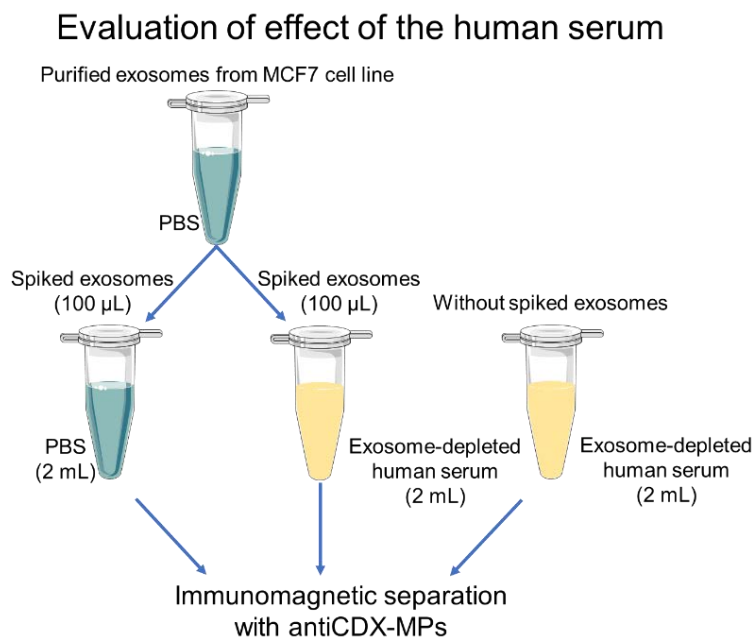 Evaluation of effect of the human serum
Purified exosomes from MCF7 cell line
PBS
Spiked exosomes
(100 µL)
Spiked exosomes
(100 µL)
Without spiked exosomes
PBS
(2 mL)
Exosome-depleted
human serum
(2 mL)
Exosome-depleted
human serum
(2 mL)
Immunomagnetic separation
with antiCDX-MPs